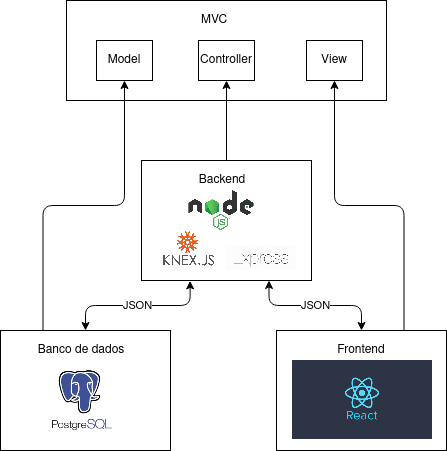 MVC
Model
Controller
View
Backend
node
JS
KNEX.JS
express
JSON
JSON
Banco de dados
PostgreSQL
Frontend
React